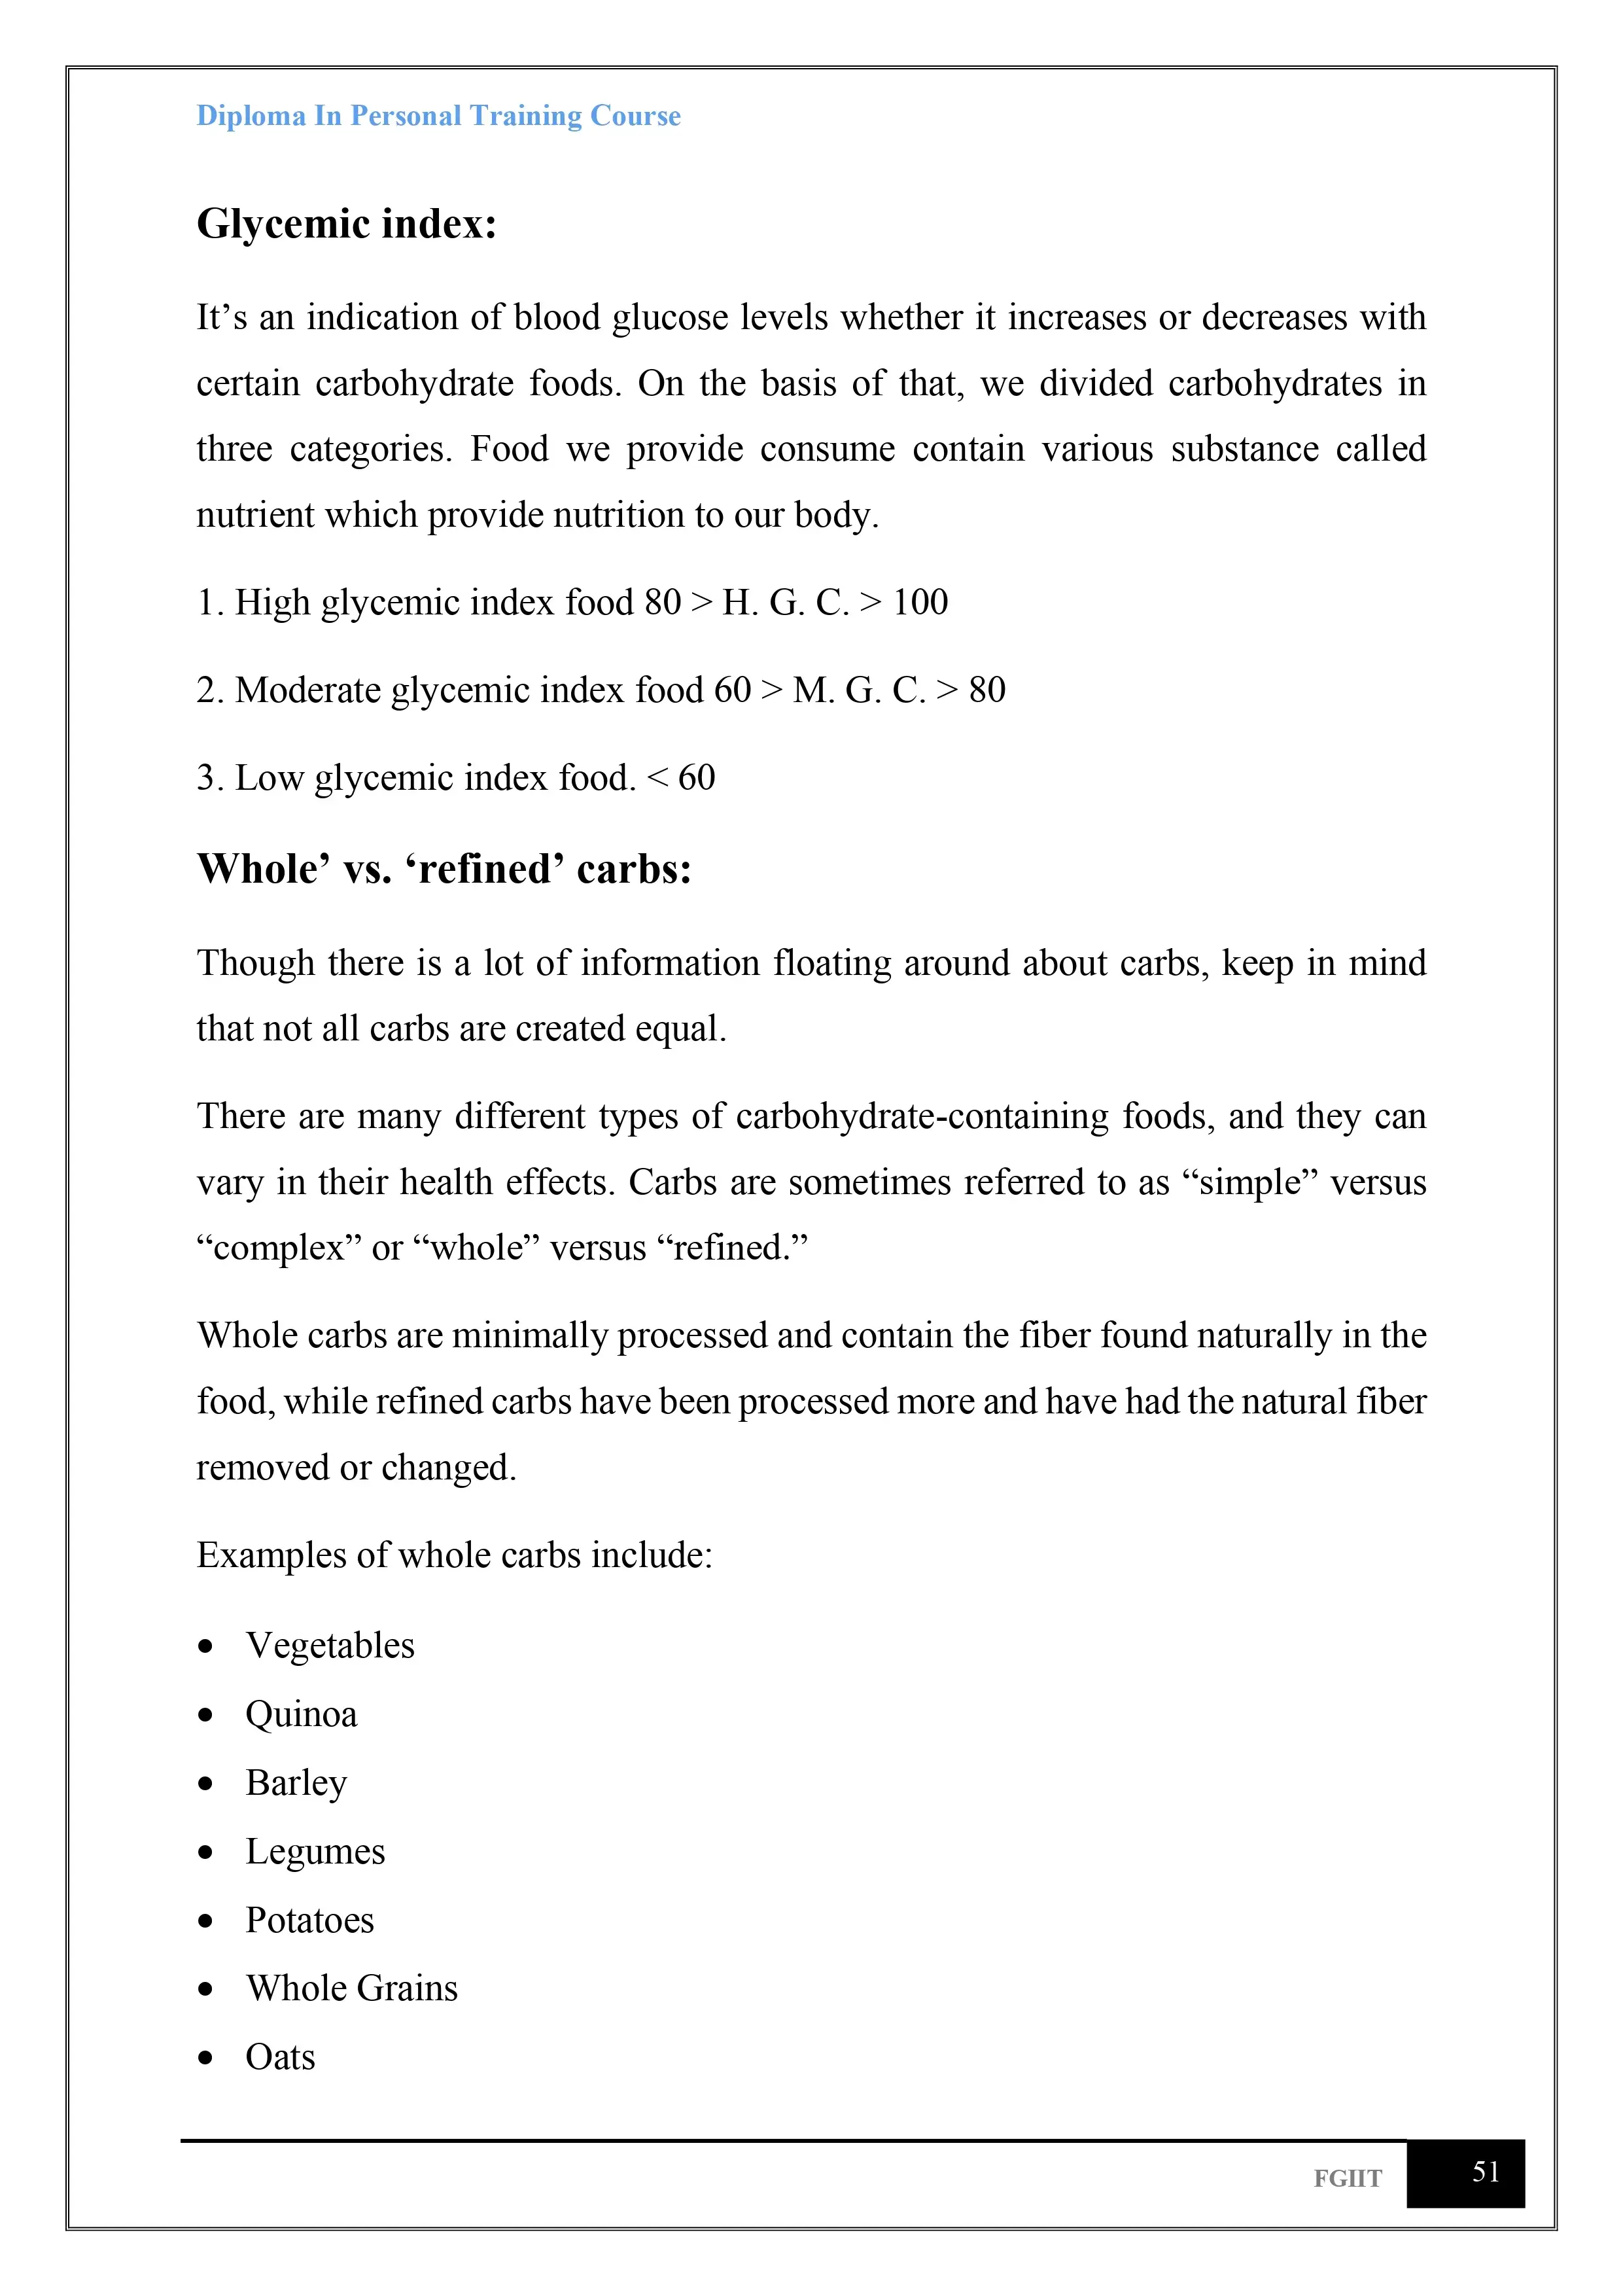 Diploma In Personal Training Course
Glycemic index:
It’s an indication of blood glucose levels whether it increases or decreases with
certain carbohydrate foods. On the basis of that, we divided carbohydrates in
three categories. Food we provide consume contain various substance called
nutrient which provide nutrition to our body.
1. High glycemic index food 80 > H. G. C. > 100
2. Moderate glycemic index food 60 > M. G. C. > 80
3. Low glycemic index food. < 60
Whole’ vs. ‘refined’ carbs:
Though there is a lot of information floating around about carbs, keep in mind
that not all carbs are created equal.
There are many different types of carbohydrate-containing foods, and they can
vary in their health effects. Carbs are sometimes referred to as “simple” versus
“complex” or “whole” versus “refined.”
Whole carbs are minimally processed and contain the fiber found naturally in the
food, while refined carbs have been processed more and have had the natural fiber
removed or changed.
Examples of whole carbs include:
• Vegetables
• Quinoa
• Barley
• Legumes
• Potatoes
• Whole Grains
• Oats
FGIIT 51